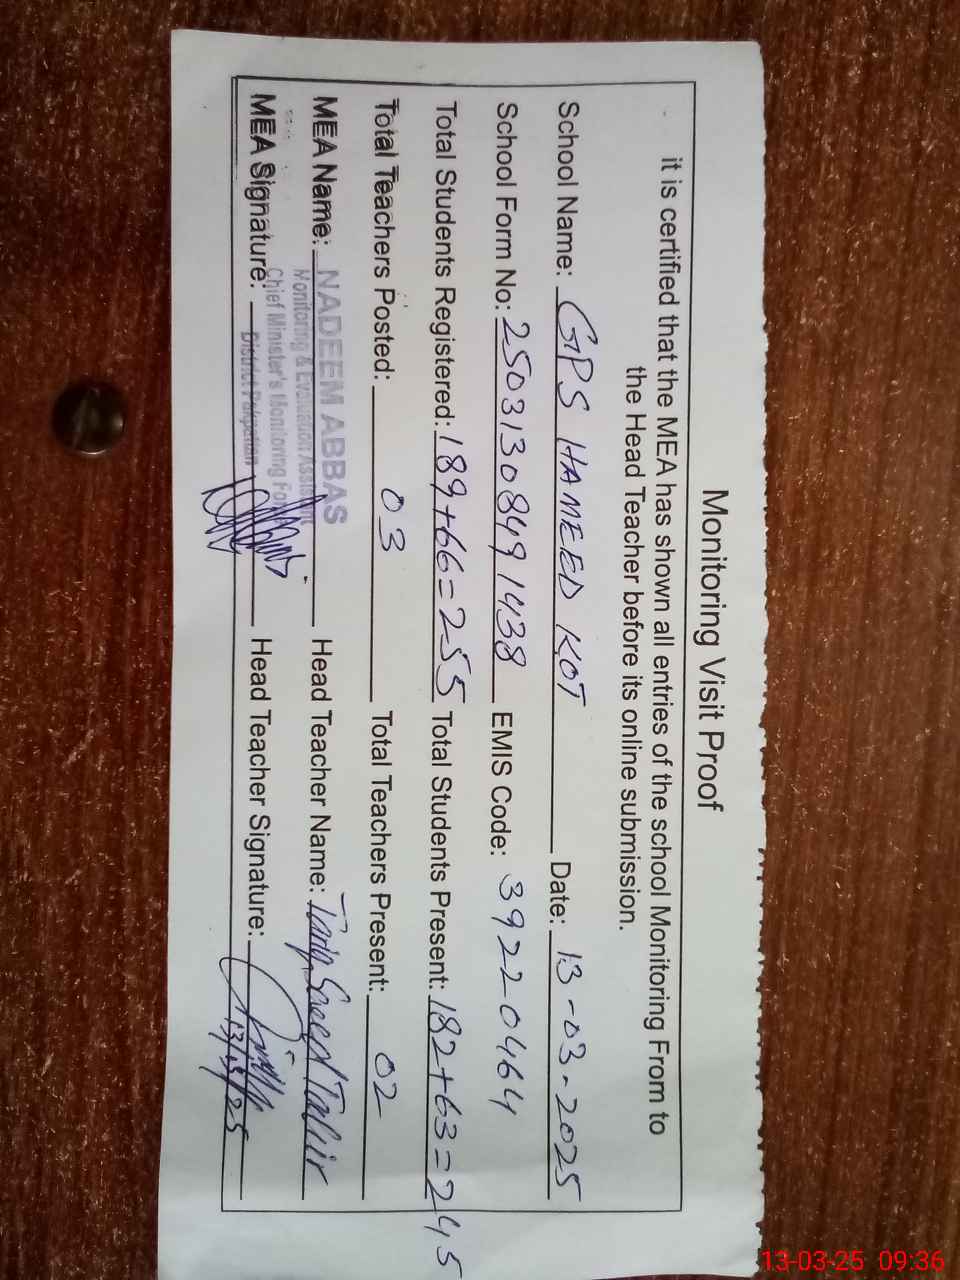 Monitoring Visit Proof
it is certified that the MEA has shown all entries of the school Monitoring From to
the Head Teacher before its online submission.
School Name: GPS HAMEED KOT Date: 13-03-2025
School Form No: 25031308491438 EMIS Code: 39220464
Total Students Registered: 189+66=255 Total Students Present: 182+63=245
Total Teachers Posted: 03 Total Teachers Present: 02
MEA Name: NADEEM ABBAS Head Teacher Name: Tariq Saeed Tahir
Monitoring & Evaluation Assistant
Chief Minister's Monitoring Force
MEA Signature: District Pakpattan Head Teacher Signature:
13/3/25
13-03-25 09:36